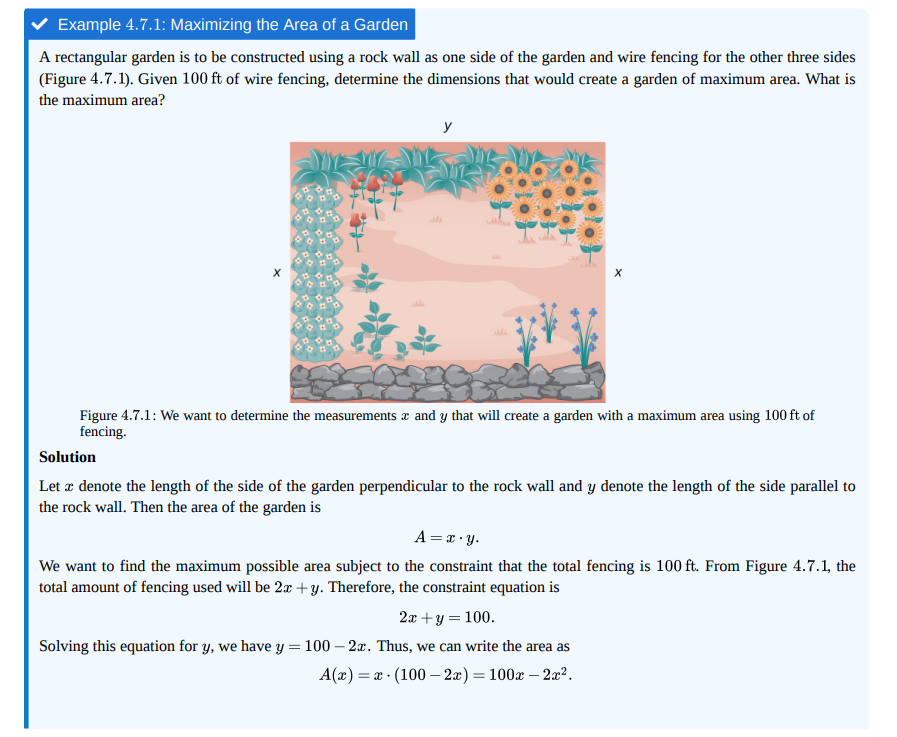 Example 4.7.1: Maximizing the Area of a Garden
A rectangular garden is to be constructed using a rock wall as one side of the garden and wire fencing for the other three sides
(Figure 4.7.1). Given 100 ft of wire fencing, determine the dimensions that would create a garden of maximum area. What is
the maximum area?
y
x
x
Figure 4.7.1: We want to determine the measurements x and y that will create a garden with a maximum area using 100 ft of
fencing.
Solution
Let x denote the length of the side of the garden perpendicular to the rock wall and y denote the length of the side parallel to
the rock wall. Then the area of the garden is
A = x · y.
We want to find the maximum possible area subject to the constraint that the total fencing is 100 ft. From Figure 4.7.1, the
total amount of fencing used will be 2x + y. Therefore, the constraint equation is
2x + y = 100.
Solving this equation for y, we have y = 100 − 2x. Thus, we can write the area as
A(x) = x · (100 − 2x) = 100x − 2x².